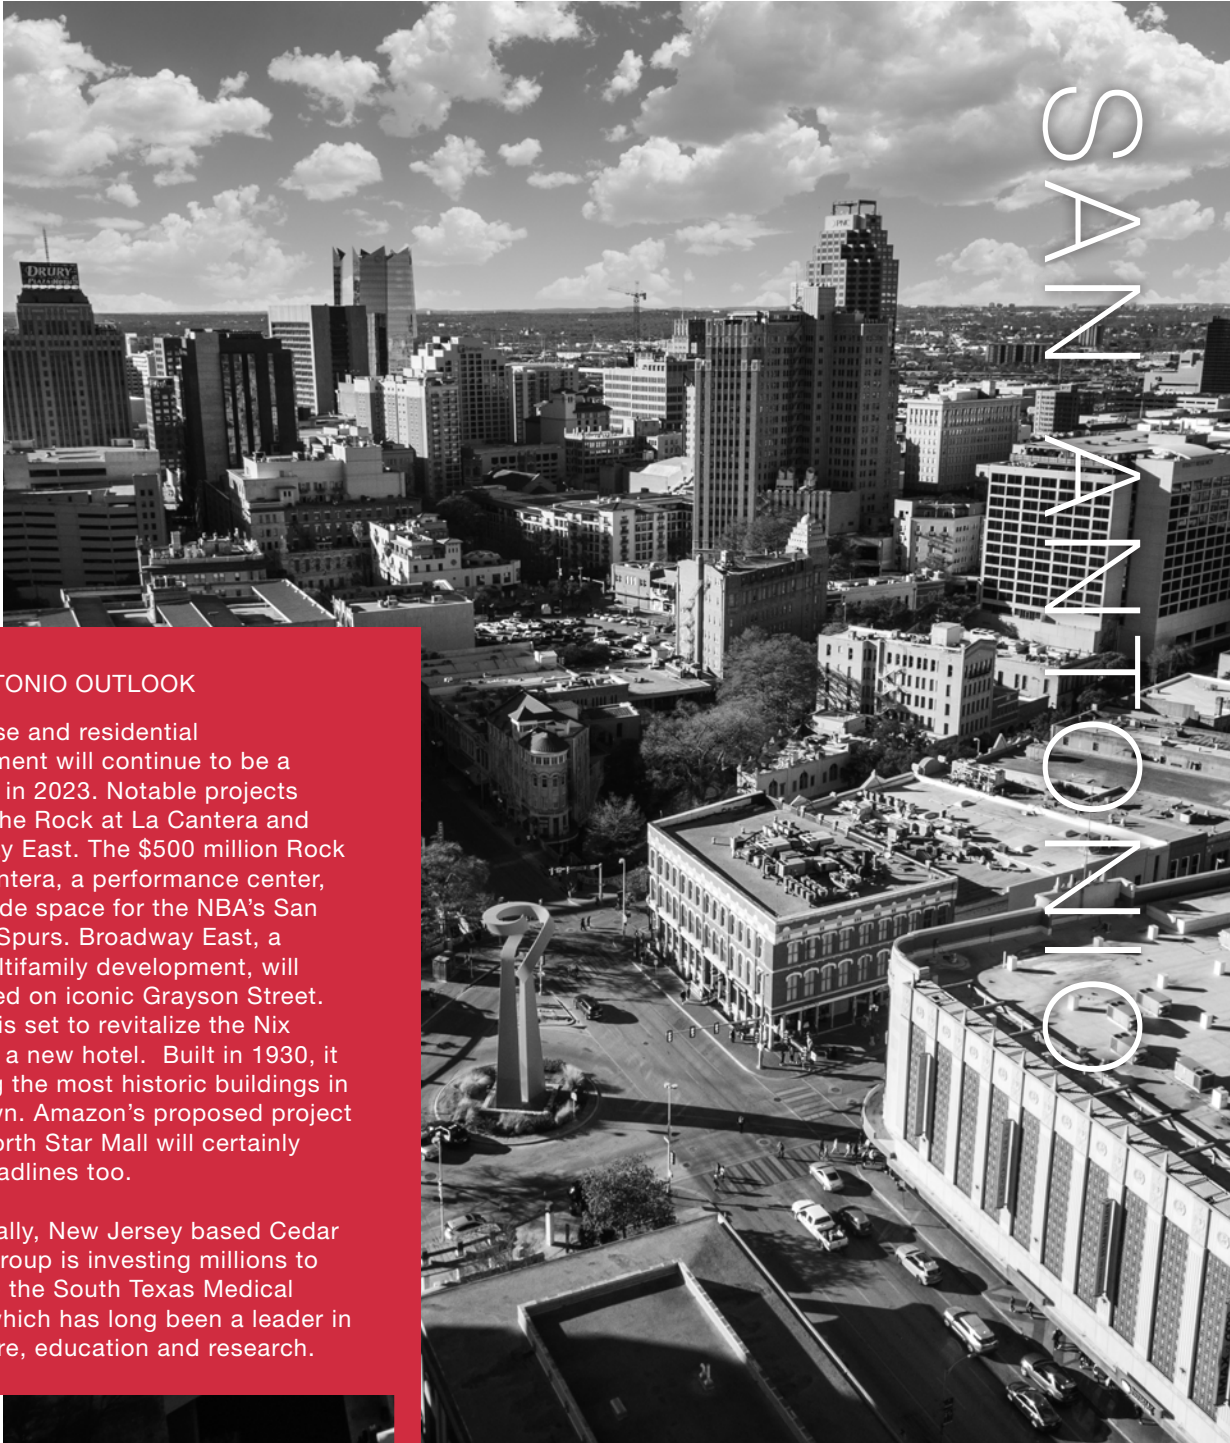 SAN ANTONIO
DRURY
PLAZA HOTEL
PNC
TONIO OUTLOOK
se and residential
ment will continue to be a
in 2023. Notable projects
he Rock at La Cantera and
y East. The $500 million Rock
ntera, a performance center,
de space for the NBA’s San
Spurs. Broadway East, a
ltifamily development, will
ed on iconic Grayson Street.
is set to revitalize the Nix
a new hotel.  Built in 1930, it
g the most historic buildings in
wn. Amazon’s proposed project
orth Star Mall will certainly
adlines too.
ally, New Jersey based Cedar
roup is investing millions to
the South Texas Medical
which has long been a leader in
re, education and research.